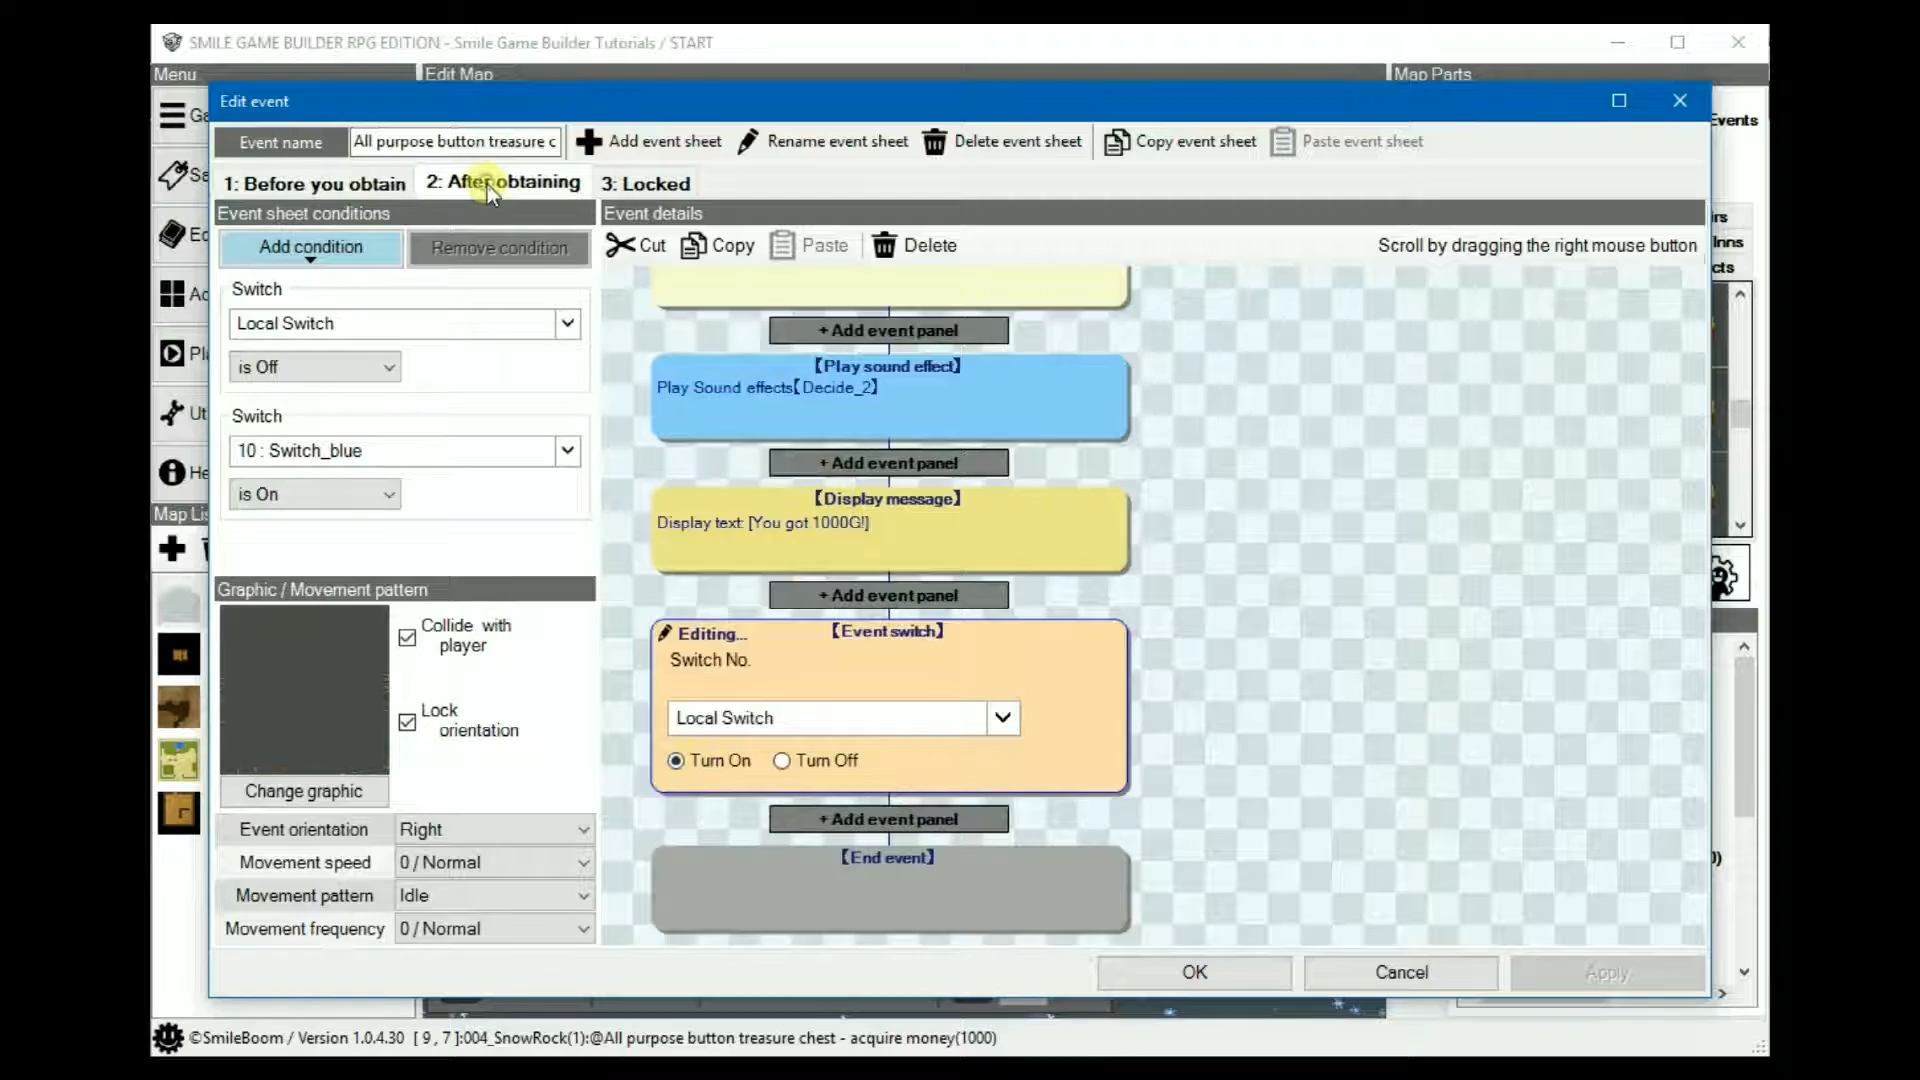 SMILE GAME BUILDER RPG EDITION - Smile Game Builder Tutorials / START
Menu
Edit Map
Map Parts
Edit event
Events
Event name
All purpose button treasure c
Add event sheet
Rename event sheet
Delete event sheet
Copy event sheet
Paste event sheet
1: Before you obtain
2: After obtaining
3: Locked
Event sheet conditions
Event details
Add condition
Remove condition
Cut
Copy
Paste
Delete
Scroll by dragging the right mouse button
Inns
Switch
Local Switch
is Off
Switch
10 : Switch_blue
is On
+ Add event panel
【Play sound effect】
Play Sound effects【Decide_2】
+ Add event panel
【Display message】
Display text: [You got 1000G!]
+ Add event panel
Editing...
【Event switch】
Switch No.
Local Switch
Turn On
Turn Off
+ Add event panel
【End event】
Graphic / Movement pattern
Collide with
player
Lock
orientation
Change graphic
Event orientation
Right
Movement speed
0 / Normal
Movement pattern
Idle
Movement frequency
0 / Normal
OK
Cancel
Apply
©SmileBoom / Version 1.0.4.30 [ 9 , 7 ]:004_SnowRock(1):@All purpose button treasure chest - acquire money(1000)